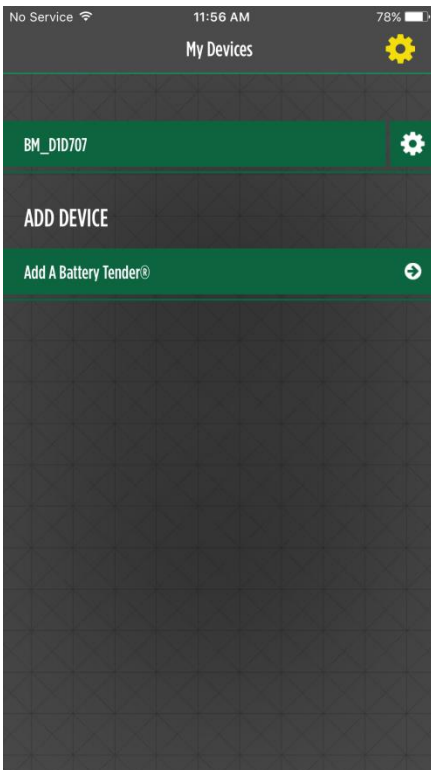 No Service 11:56 AM 78%
My Devices
BM_D1D707
ADD DEVICE
Add A Battery Tender®